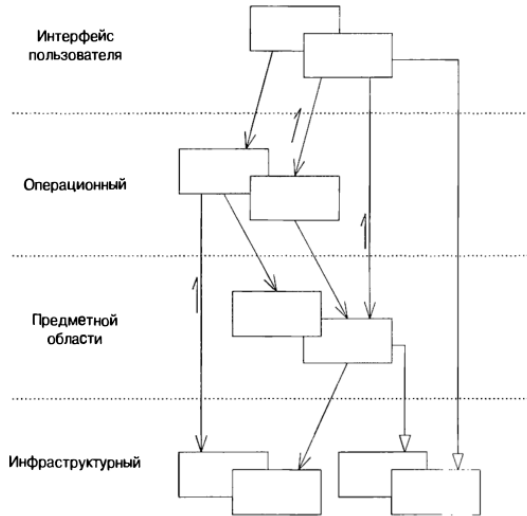 Интерфейс
пользователя
Операционный
Предметной
области
Инфраструктурный